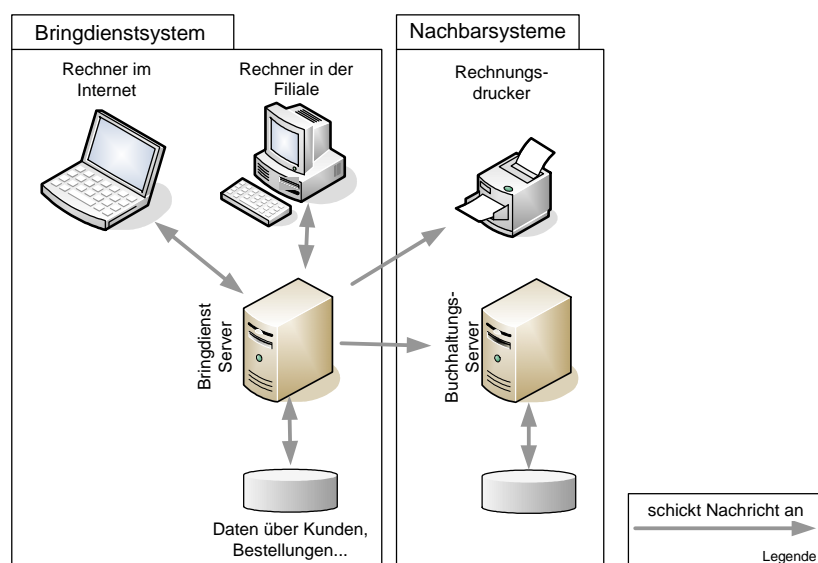 Bringdienstsystem
Nachbarsysteme
Rechner im
Internet
Rechner in der
Filiale
Rechnungs-
drucker
Bringdienst
Server
Buchhaltungs-
Server
Daten über Kunden,
Bestellungen...
schickt Nachricht an
Legende